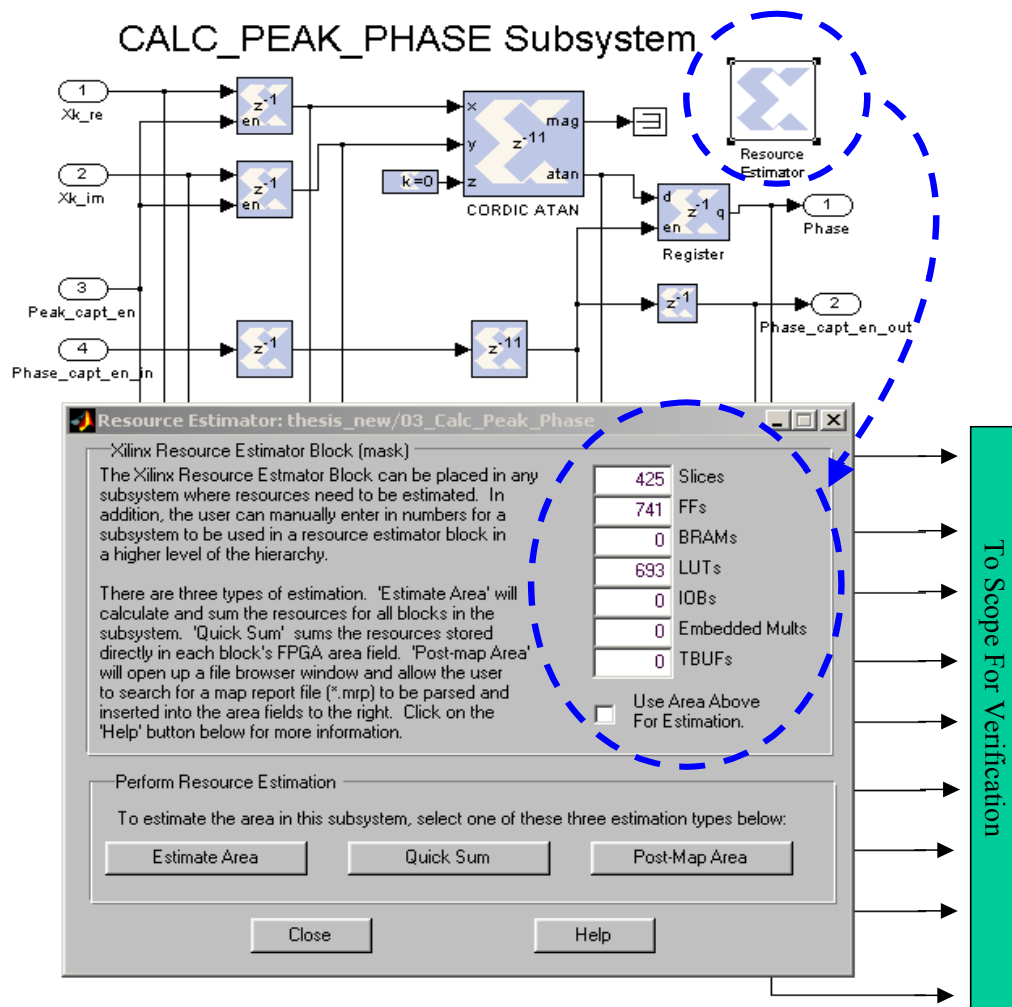 CALC_PEAK_PHASE Subsystem
1
Xk_re
z-1
en
2
Xk_im
z-1
en
x
y
z
mag
z-11
atan
k=0
CORDIC ATAN
Resource
Estimator
d
z-1
q
en
Register
1
Phase
3
Peak_capt_en
z-1
2
Phase_capt_en_out
4
Phase_capt_en_in
z-1
z-11
Resource Estimator: thesis_new/03_Calc_Peak_Phase
Xilinx Resource Estimator Block (mask)
The Xilinx Resource Estmator Block can be placed in any
subsystem where resources need to be estimated. In
addition, the user can manually enter in numbers for a
subsystem to be used in a resource estimator block in
a higher level of the hierarchy.
There are three types of estimation. 'Estimate Area' will
calculate and sum the resources for all blocks in the
subsystem. 'Quick Sum' sums the resources stored
directly in each block's FPGA area field. 'Post-map Area'
will open up a file browser window and allow the user
to search for a map report file (*.mrp) to be parsed and
inserted into the area fields to the right. Click on the
'Help' button below for more information.
425 Slices
741 FFs
0 BRAMs
693 LUTs
0 IOBs
0 Embedded Mults
0 TBUFs
Use Area Above
For Estimation.
Perform Resource Estimation
To estimate the area in this subsystem, select one of these three estimation types below:
Estimate Area
Quick Sum
Post-Map Area
Close
Help
To Scope For Verification